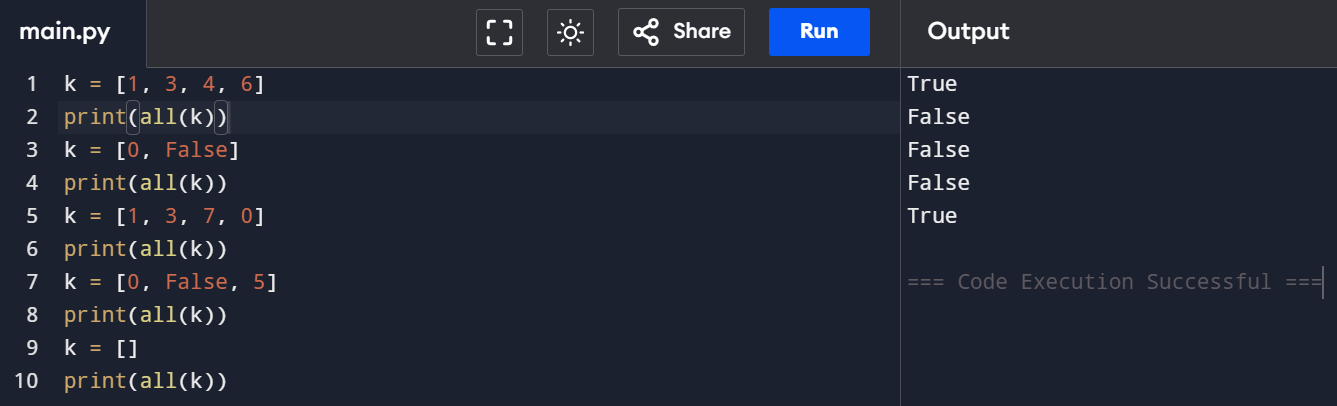 main.py
Share
Run
Output
1 k = [1, 3, 4, 6]
2 print(all(k))
3 k = [0, False]
4 print(all(k))
5 k = [1, 3, 7, 0]
6 print(all(k))
7 k = [0, False, 5]
8 print(all(k))
9 k = []
10 print(all(k))
True
False
False
False
True
=== Code Execution Successful ===